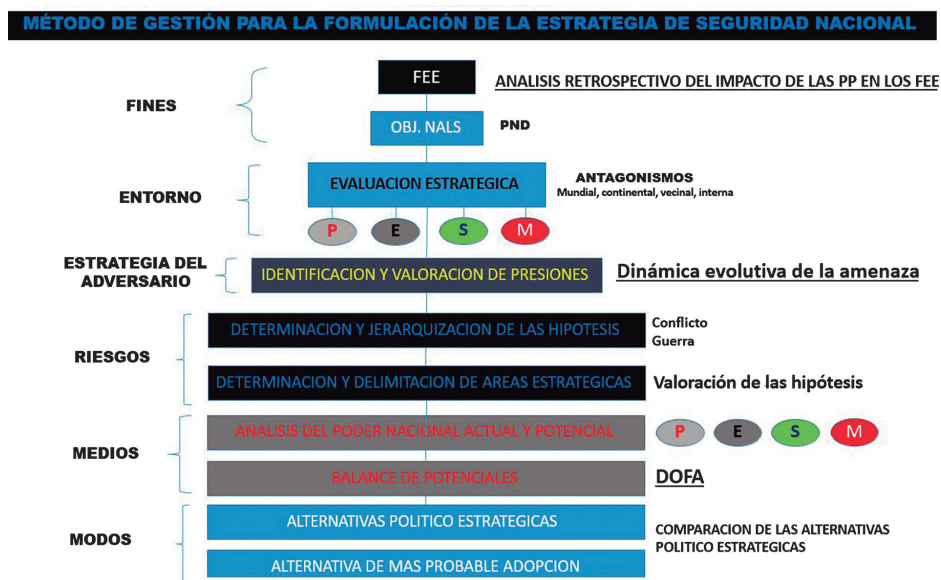 MÉTODO DE GESTIÓN PARA LA FORMULACIÓN DE LA ESTRATEGIA DE SEGURIDAD NACIONAL
FINES
FEE
ANALISIS RETROSPECTIVO DEL IMPACTO DE LAS PP EN LOS FEE
OBJ. NALS
PND
ENTORNO
EVALUACION ESTRATEGICA
ANTAGONISMOS
Mundial, continental, vecinal, interna
P E S M
ESTRATEGIA DEL
ADVERSARIO
IDENTIFICACION Y VALORACION DE PRESIONES
Dinámica evolutiva de la amenaza
RIESGOS
DETERMINACION Y JERARQUIZACION DE LAS HIPOTESIS
Conflicto
Guerra
DETERMINACION Y DELIMITACION DE AREAS ESTRATEGICAS
Valoración de las hipótesis
MEDIOS
ANALISIS DEL PODER NACIONAL ACTUAL Y POTENCIAL
P E S M
BALANCE DE POTENCIALES
DOFA
MODOS
ALTERNATIVAS POLITICO ESTRATEGICAS
COMPARACION DE LAS ALTERNATIVAS
POLITICO ESTRATEGICAS
ALTERNATIVA DE MAS PROBABLE ADOPCION